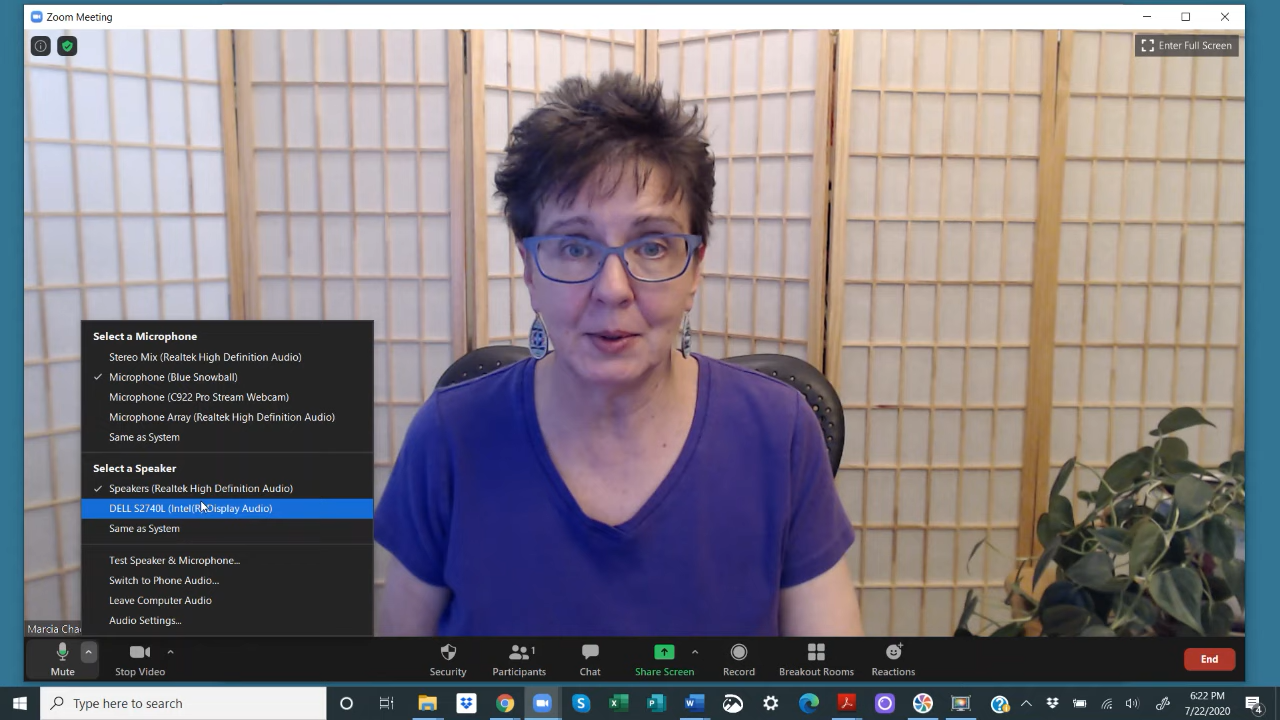 Zoom Meeting
Enter Full Screen
Select a Microphone
Stereo Mix (Realtek High Definition Audio)
Microphone (Blue Snowball)
Microphone (C922 Pro Stream Webcam)
Microphone Array (Realtek High Definition Audio)
Same as System
Select a Speaker
Speakers (Realtek High Definition Audio)
DELL S2740L (Intel(R) Display Audio)
Same as System
Test Speaker & Microphone...
Switch to Phone Audio...
Leave Computer Audio
Audio Settings...
Marcia Cha
Mute
Stop Video
Security
1
Participants
Chat
Share Screen
Record
Breakout Rooms
Reactions
End
Type here to search
6:22 PM
7/22/2020
4